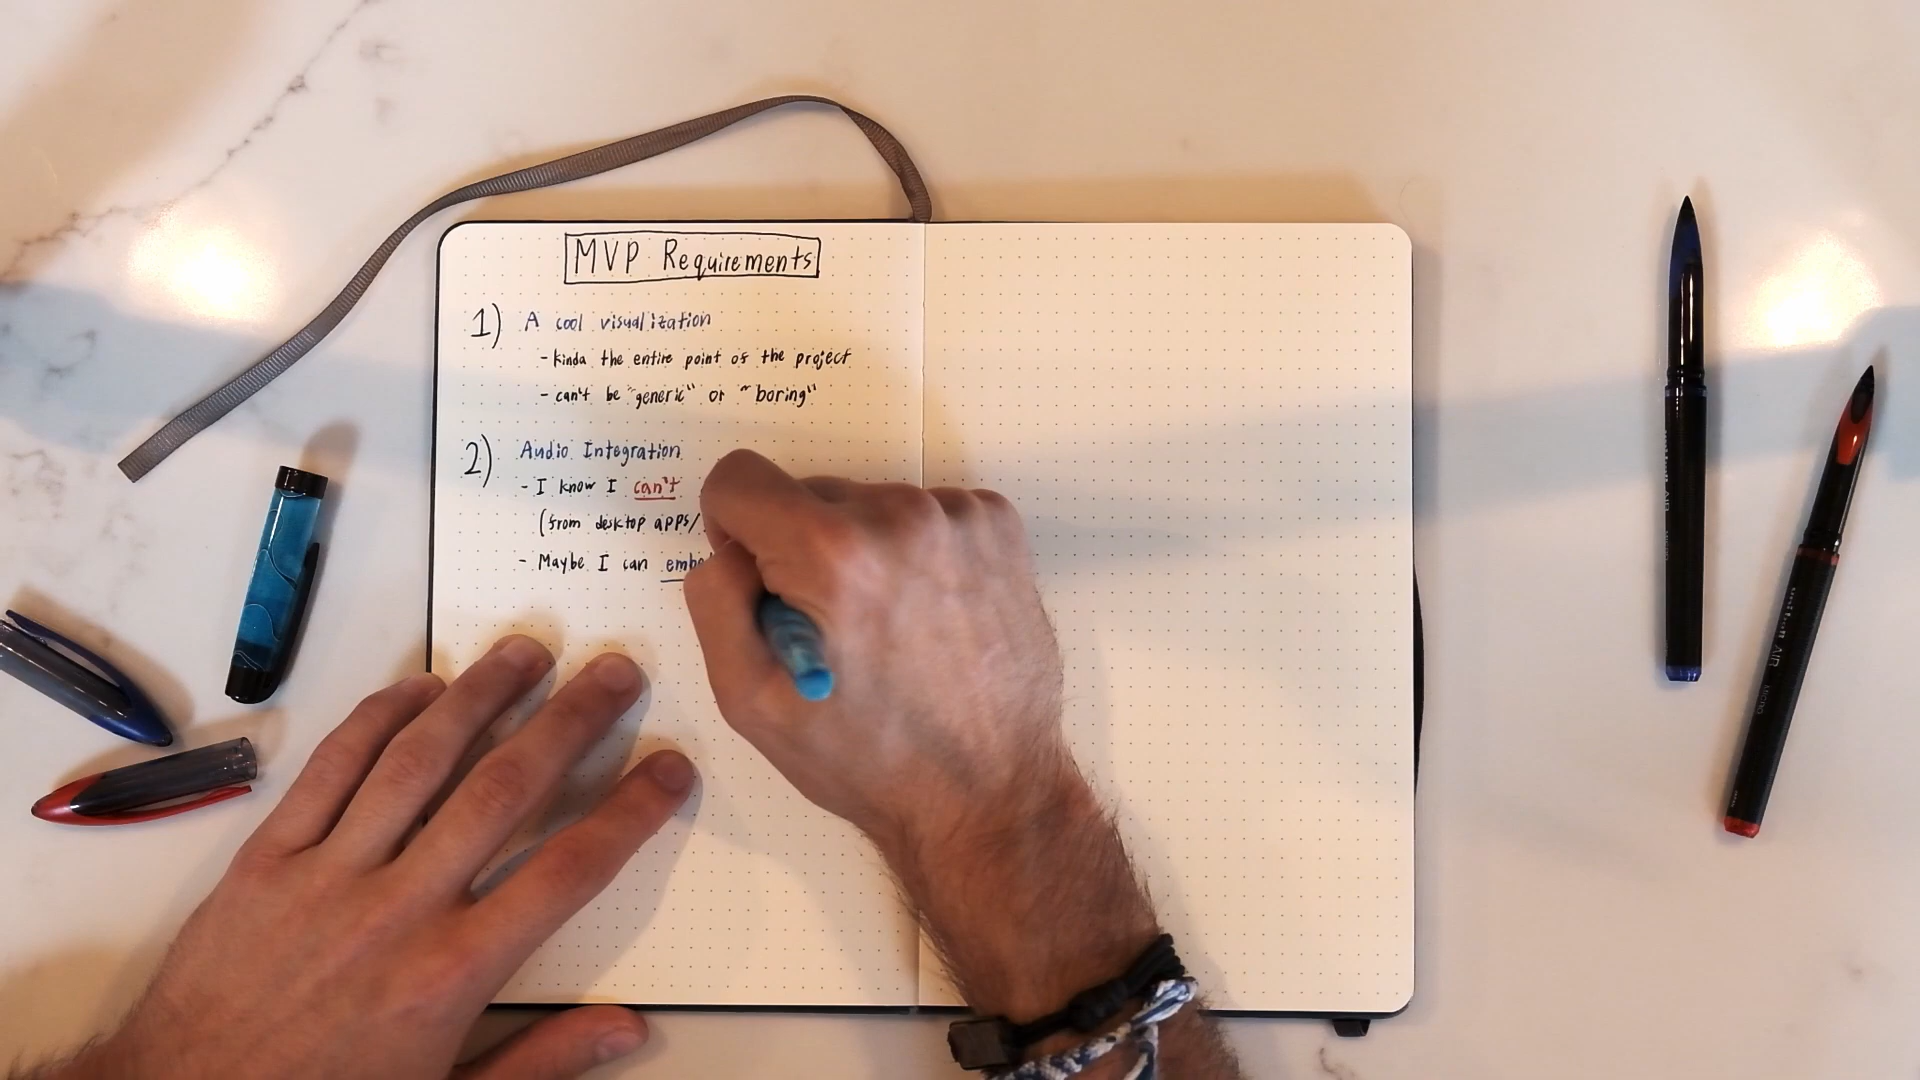 MVP Requirements
1) A cool visualization
- kinda the entire point of the project
- can't be "generic" or "boring"
2) Audio Integration
- I know I can't
(from desktop apps/
- Maybe I can